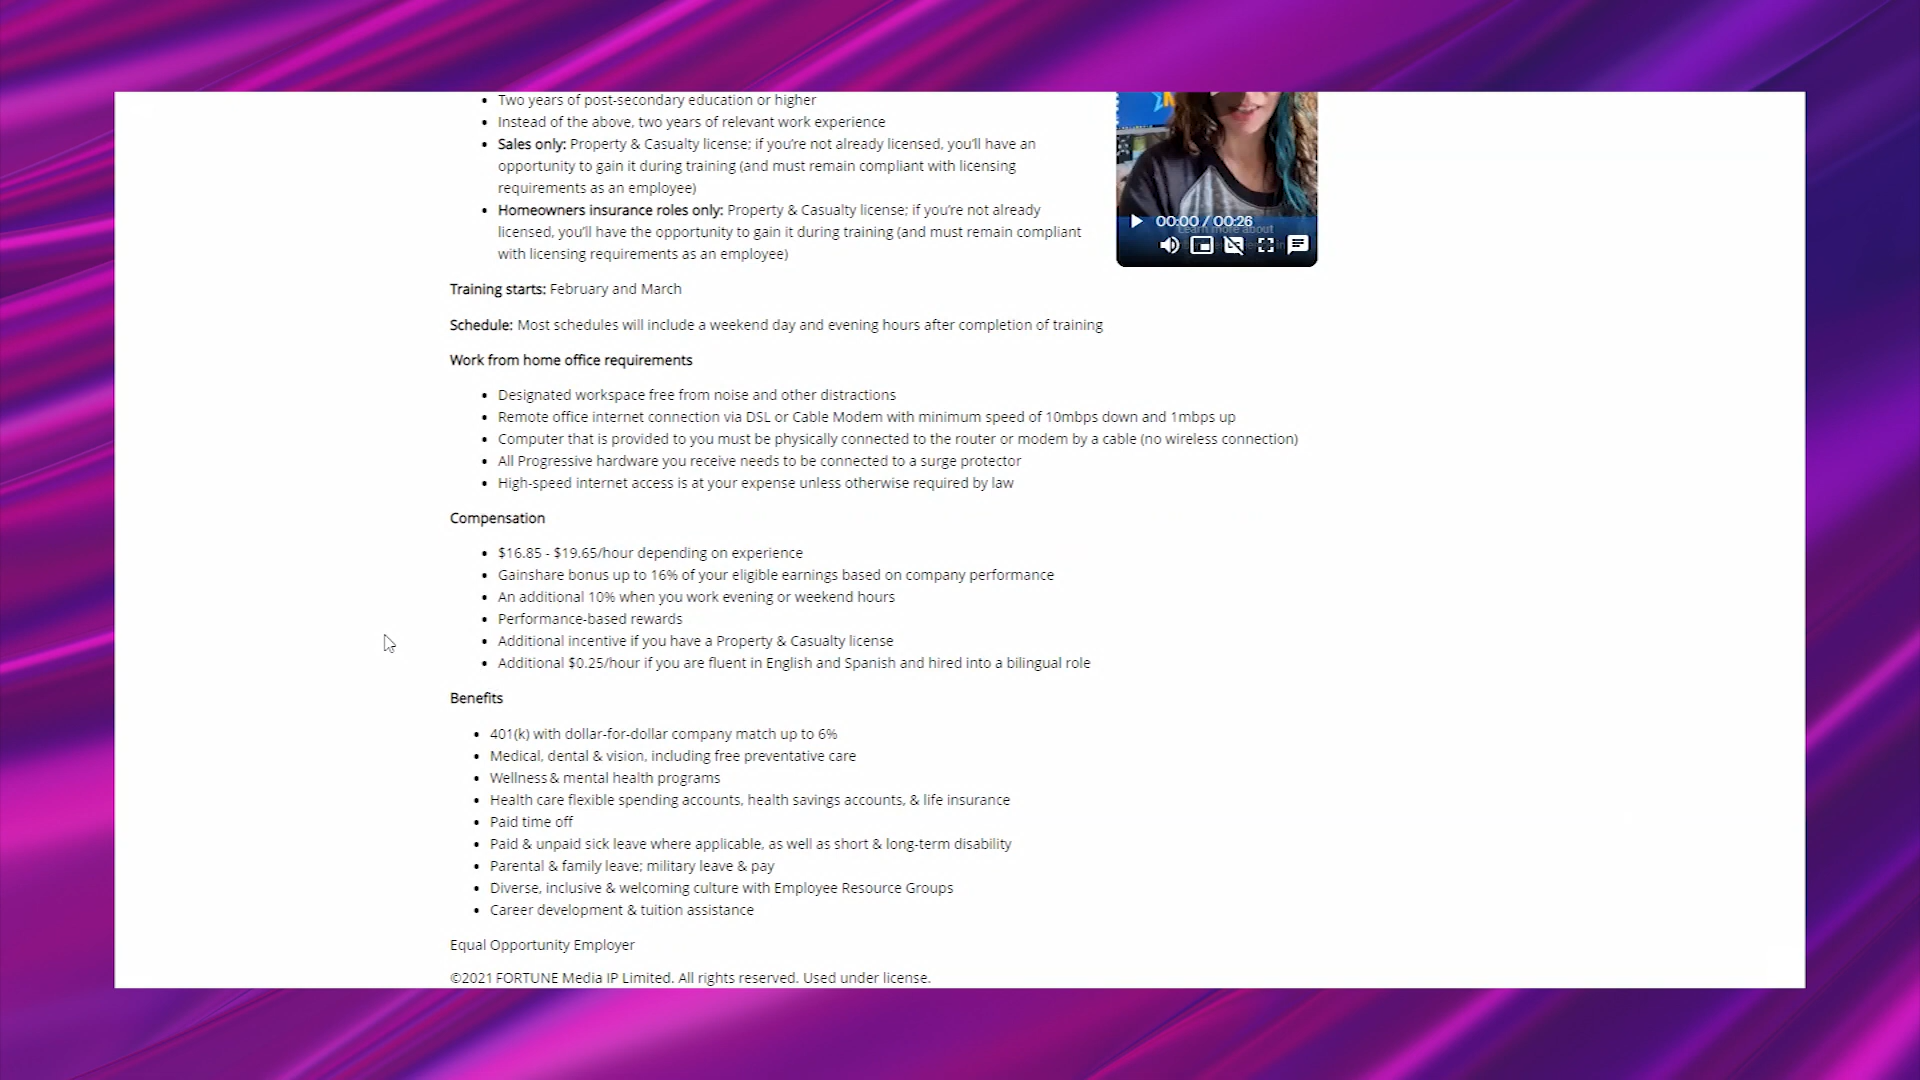 Two years of post-secondary education or higher
Instead of the above, two years of relevant work experience
Sales only: Property & Casualty license; if you're not already licensed, you'll have an
opportunity to gain it during training (and must remain compliant with licensing
requirements as an employee)
Homeowners insurance roles only: Property & Casualty license; if you're not already
licensed, you'll have the opportunity to gain it during training (and must remain compliant
with licensing requirements as an employee)
00:00 / 00:26
Learn more about
Training starts: February and March
Schedule: Most schedules will include a weekend day and evening hours after completion of training
Work from home office requirements
Designated workspace free from noise and other distractions
Remote office internet connection via DSL or Cable Modem with minimum speed of 10mbps down and 1mbps up
Computer that is provided to you must be physically connected to the router or modem by a cable (no wireless connection)
All Progressive hardware you receive needs to be connected to a surge protector
High-speed internet access is at your expense unless otherwise required by law
Compensation
$16.85 - $19.65/hour depending on experience
Gainshare bonus up to 16% of your eligible earnings based on company performance
An additional 10% when you work evening or weekend hours
Performance-based rewards
Additional incentive if you have a Property & Casualty license
Additional $0.25/hour if you are fluent in English and Spanish and hired into a bilingual role
Benefits
401(k) with dollar-for-dollar company match up to 6%
Medical, dental & vision, including free preventative care
Wellness & mental health programs
Health care flexible spending accounts, health savings accounts, & life insurance
Paid time off
Paid & unpaid sick leave where applicable, as well as short & long-term disability
Parental & family leave; military leave & pay
Diverse, inclusive & welcoming culture with Employee Resource Groups
Career development & tuition assistance
Equal Opportunity Employer
©2021 FORTUNE Media IP Limited. All rights reserved. Used under license.